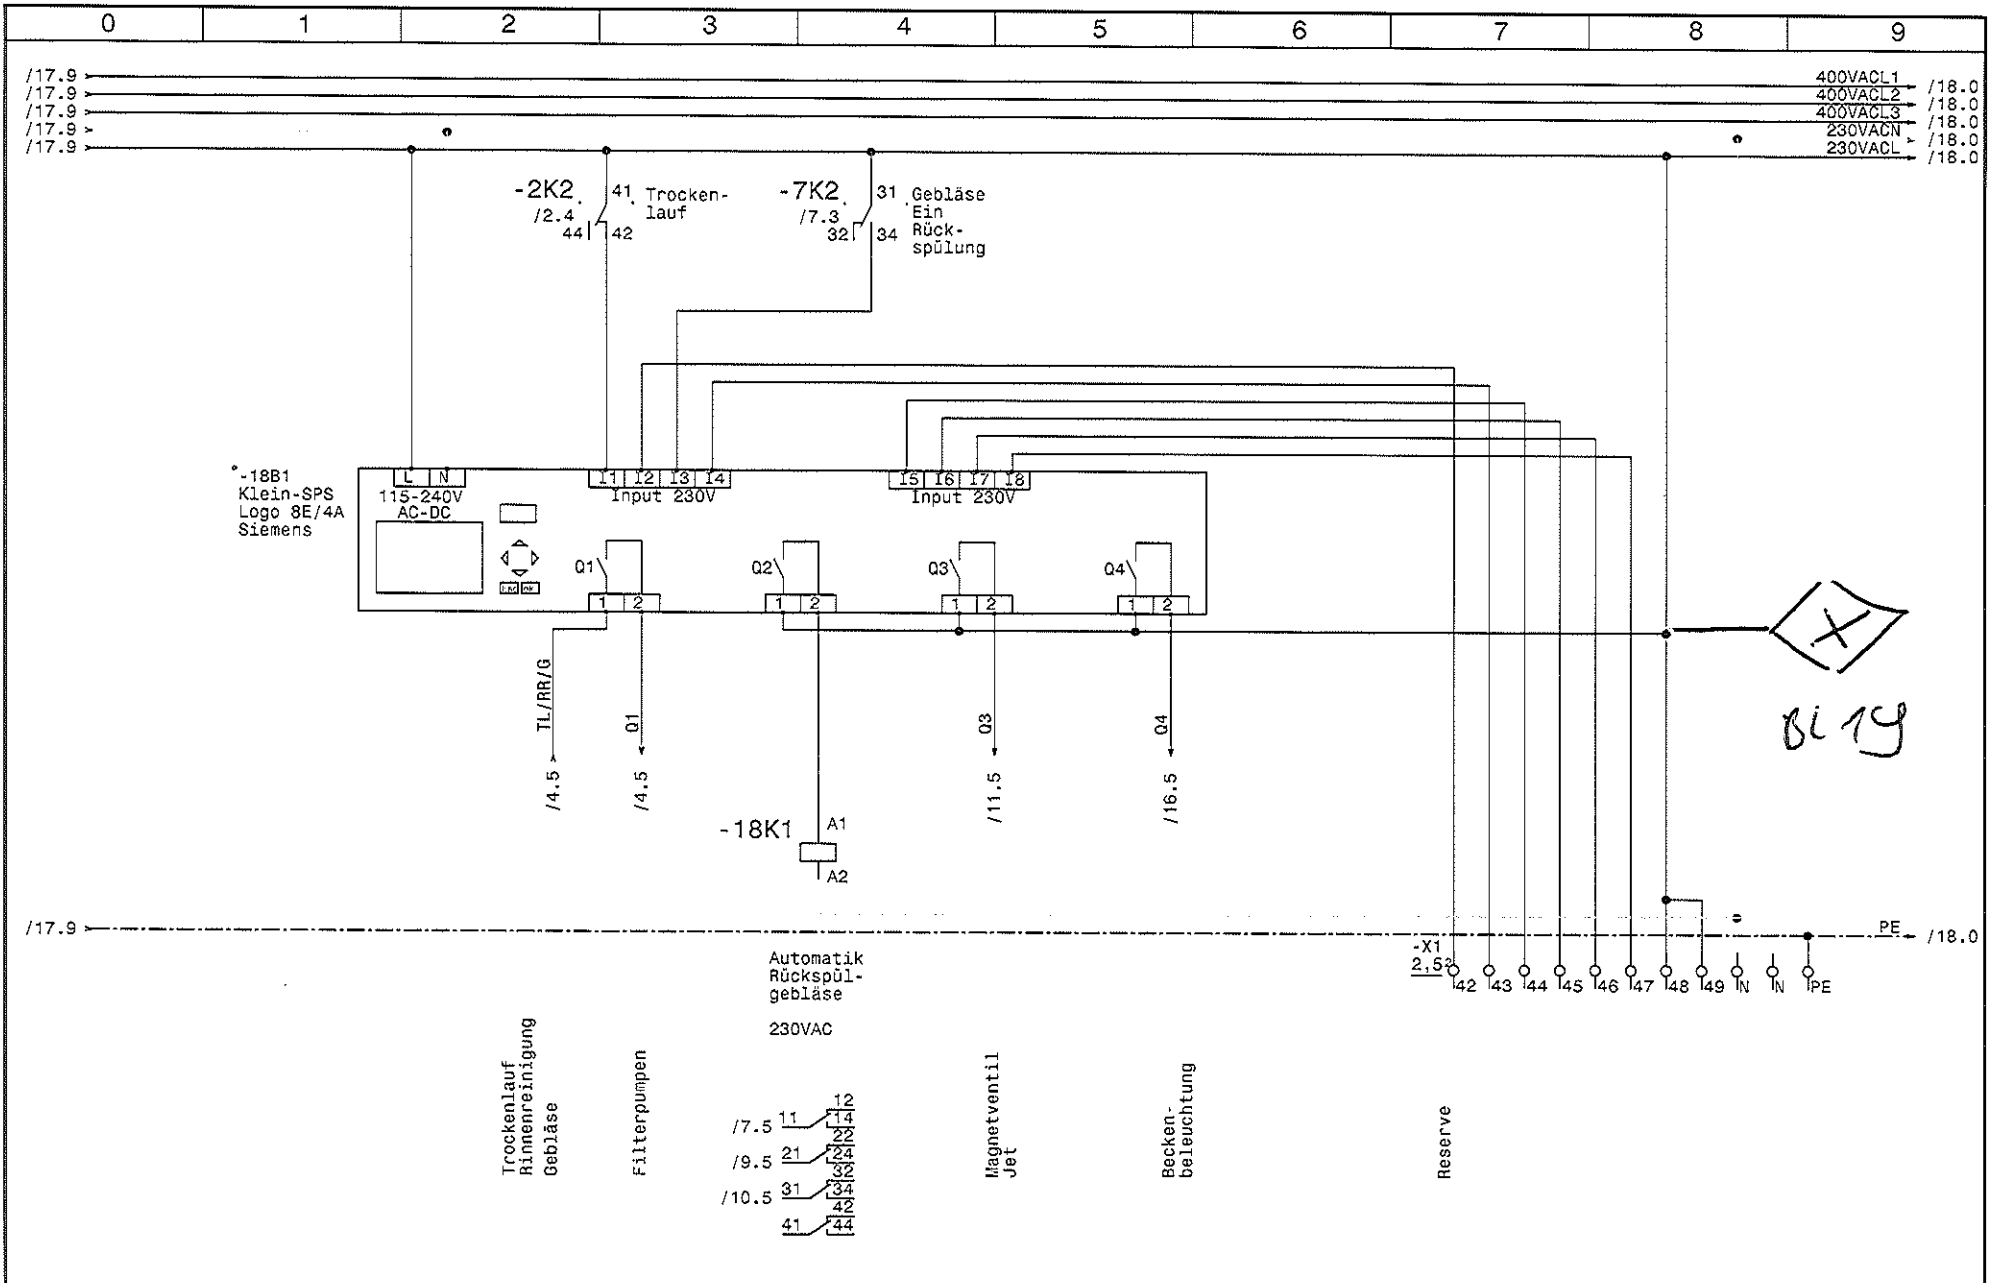 0 1 2 3 4 5 6 7 8 9
/17.9 400VACL1 /18.0
/17.9 400VACL2 /18.0
/17.9 400VACL3 /18.0
/17.9 230VACN /18.0
/17.9 230VACL /18.0
-2K2 41 Trocken-
/2.4 lauf
44 42
-7K2 31 Gebläse
/7.3 Ein
32 34 Rück-
spülung
-18B1
Klein-SPS
Logo 8E/4A
Siemens
L N
115-240V
AC-DC
I1 I2 I3 I4
Input 230V
I5 I6 I7 I8
Input 230V
Q1 Q2 Q3 Q4
1 2 1 2 1 2 1 2
X
Bl 19
TL/RR/G
/4.5
Q1
/4.5
Q3
/11.5
Q4
/16.5
-18K1 A1
A2
/17.9 PE /18.0
-X1
2,5²
42 43 44 45 46 47 48 49 N N PE
Automatik
Rückspül-
gebläse
230VAC
Trockenlauf
Rinnenreinigung
Gebläse
Filterpumpen
Magnetventil
Jet
Becken-
beleuchtung
Reserve
12
/7.5 11 14
22
/9.5 21 24
32
/10.5 31 34
42
41 44